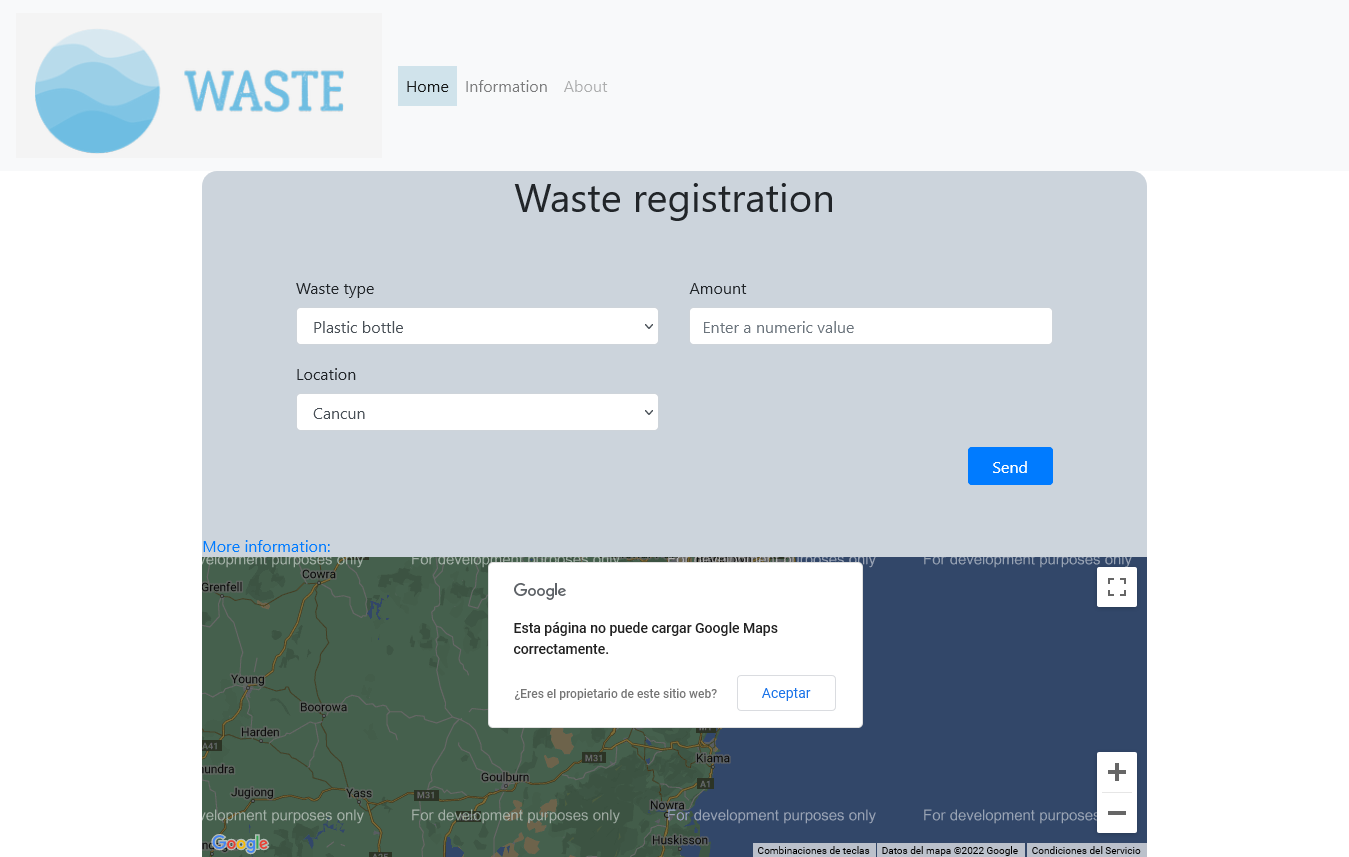 WASTE
Home Information About
Waste registration
Waste type
Amount
Plastic bottle
Enter a numeric value
Location
Cancun
Send
More information:
velopment purposes only For development purposes only For development purposes only For development purposes only
Cowra
Grenfell
Google
Esta página no puede cargar Google Maps
correctamente.
Young
¿Eres el propietario de este sitio web?
Aceptar
Boorowa
Harden
A41
M1
M31
Kiama
Goulburn
A1
Jugiong
Yass
M31
Nowra
velopment purposes only For development purposes only For development purposes only For development purposes
Huskisson
Google
A25
Combinaciones de teclas Datos del mapa ©2022 Google Condiciones del Servicio